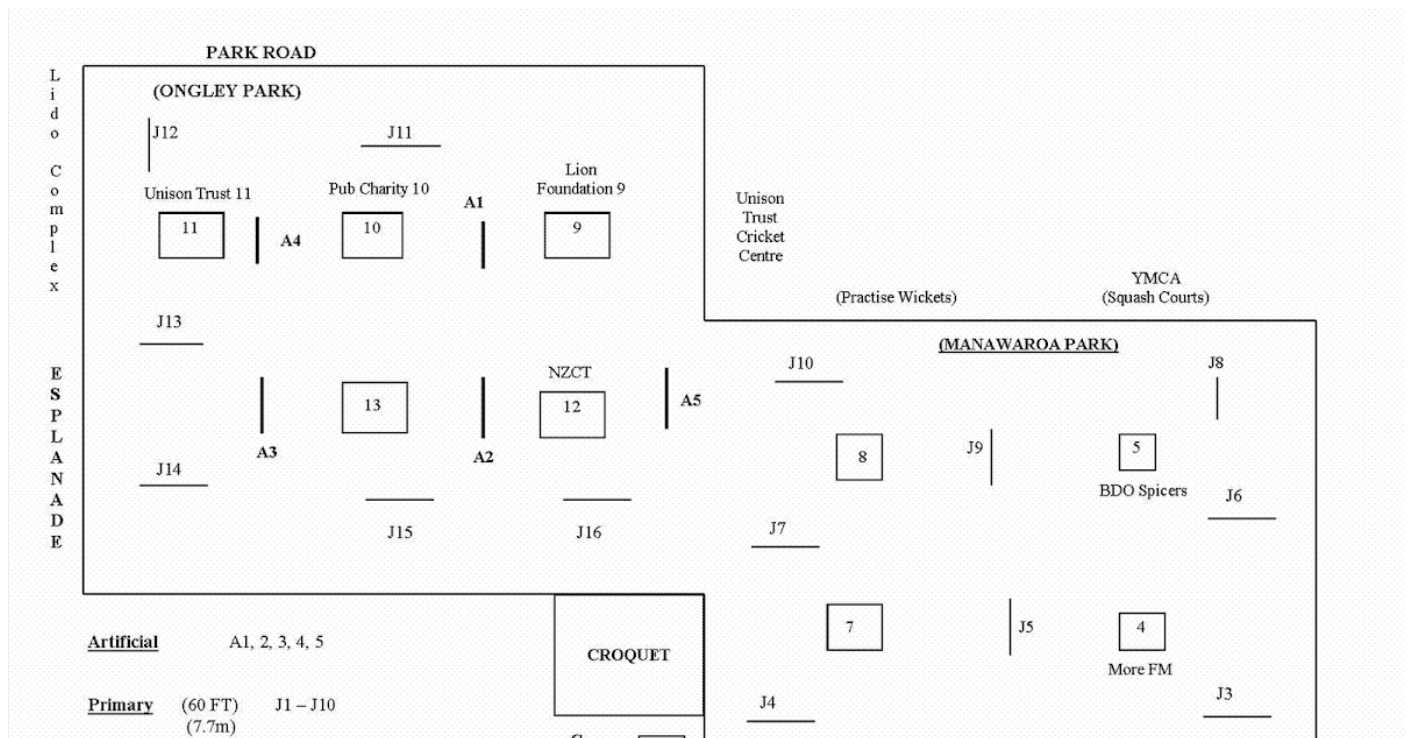 PARK ROAD
(ONGLEY PARK)
Lido Complex
ESPLANADE
J12
J11
Unison Trust 11
Pub Charity 10
Lion
Foundation 9
11
A4
10
A1
9
Unison
Trust
Cricket
Centre
(Practise Wickets)
YMCA
(Squash Courts)
J13
(MANAWAROA PARK)
J10
J8
NZCT
13
12
A5
A3
A2
J9
8
5
BDO Spicers
J14
J6
J15
J16
J7
7
J5
4
More FM
Artificial A1, 2, 3, 4, 5
CROQUET
Primary (60 FT) J1 – J10
(7.7m)
J4
J3